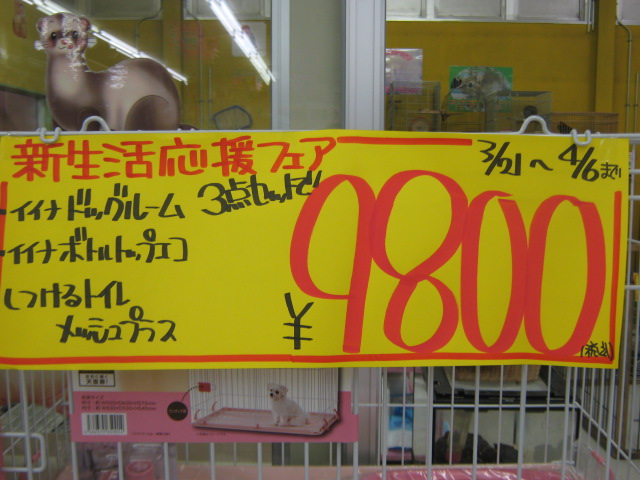 新生活応援フェア
3/21〜4/6まで
・イイナドッグルーム 3点セットで!
・イイナボトルトップエコ
しつけるトイレ
メッシュプラス
¥9800
(税込)